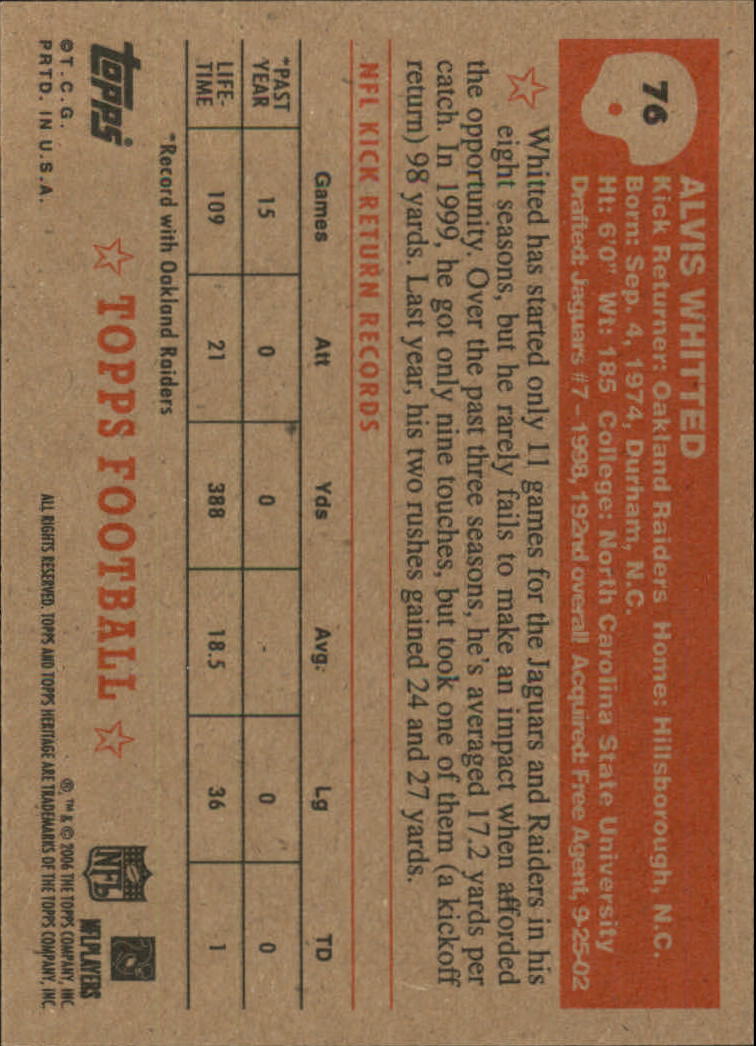 76
ALVIS WHITTED
Kick Returner: Oakland Raiders Home: Hillsborough, N.C.
Born: Sep. 4, 1974, Durham, N.C.
Ht: 6'0" Wt: 185 College: North Carolina State University
Drafted: Jaguars #7 – 1998, 192nd overall Acquired: Free Agent, 9-25-02
Whitted has started only 11 games for the Jaguars and Raiders in his
eight seasons, but he rarely fails to make an impact when afforded
the opportunity. Over the past three seasons, he's averaged 17.2 yards per
catch. In 1999, he got only nine touches, but took one of them (a kickoff
return) 98 yards. Last year, his two rushes gained 24 and 27 yards.
NFL KICK RETURN RECORDS
Games Att Yds Avg. Lg TD
*PAST
YEAR 15 0 0 - 0 0
LIFE-
TIME 109 21 388 18.5 36 1
*Record with Oakland Raiders
topps
TOPPS FOOTBALL
NFL
NFLPLAYERS
©T.C.G.
PRTD. IN U.S.A.
®, ™ & © 2006 THE TOPPS COMPANY, INC.
ALL RIGHTS RESERVED. TOPPS AND TOPPS HERITAGE ARE TRADEMARKS OF THE TOPPS COMPANY, INC.